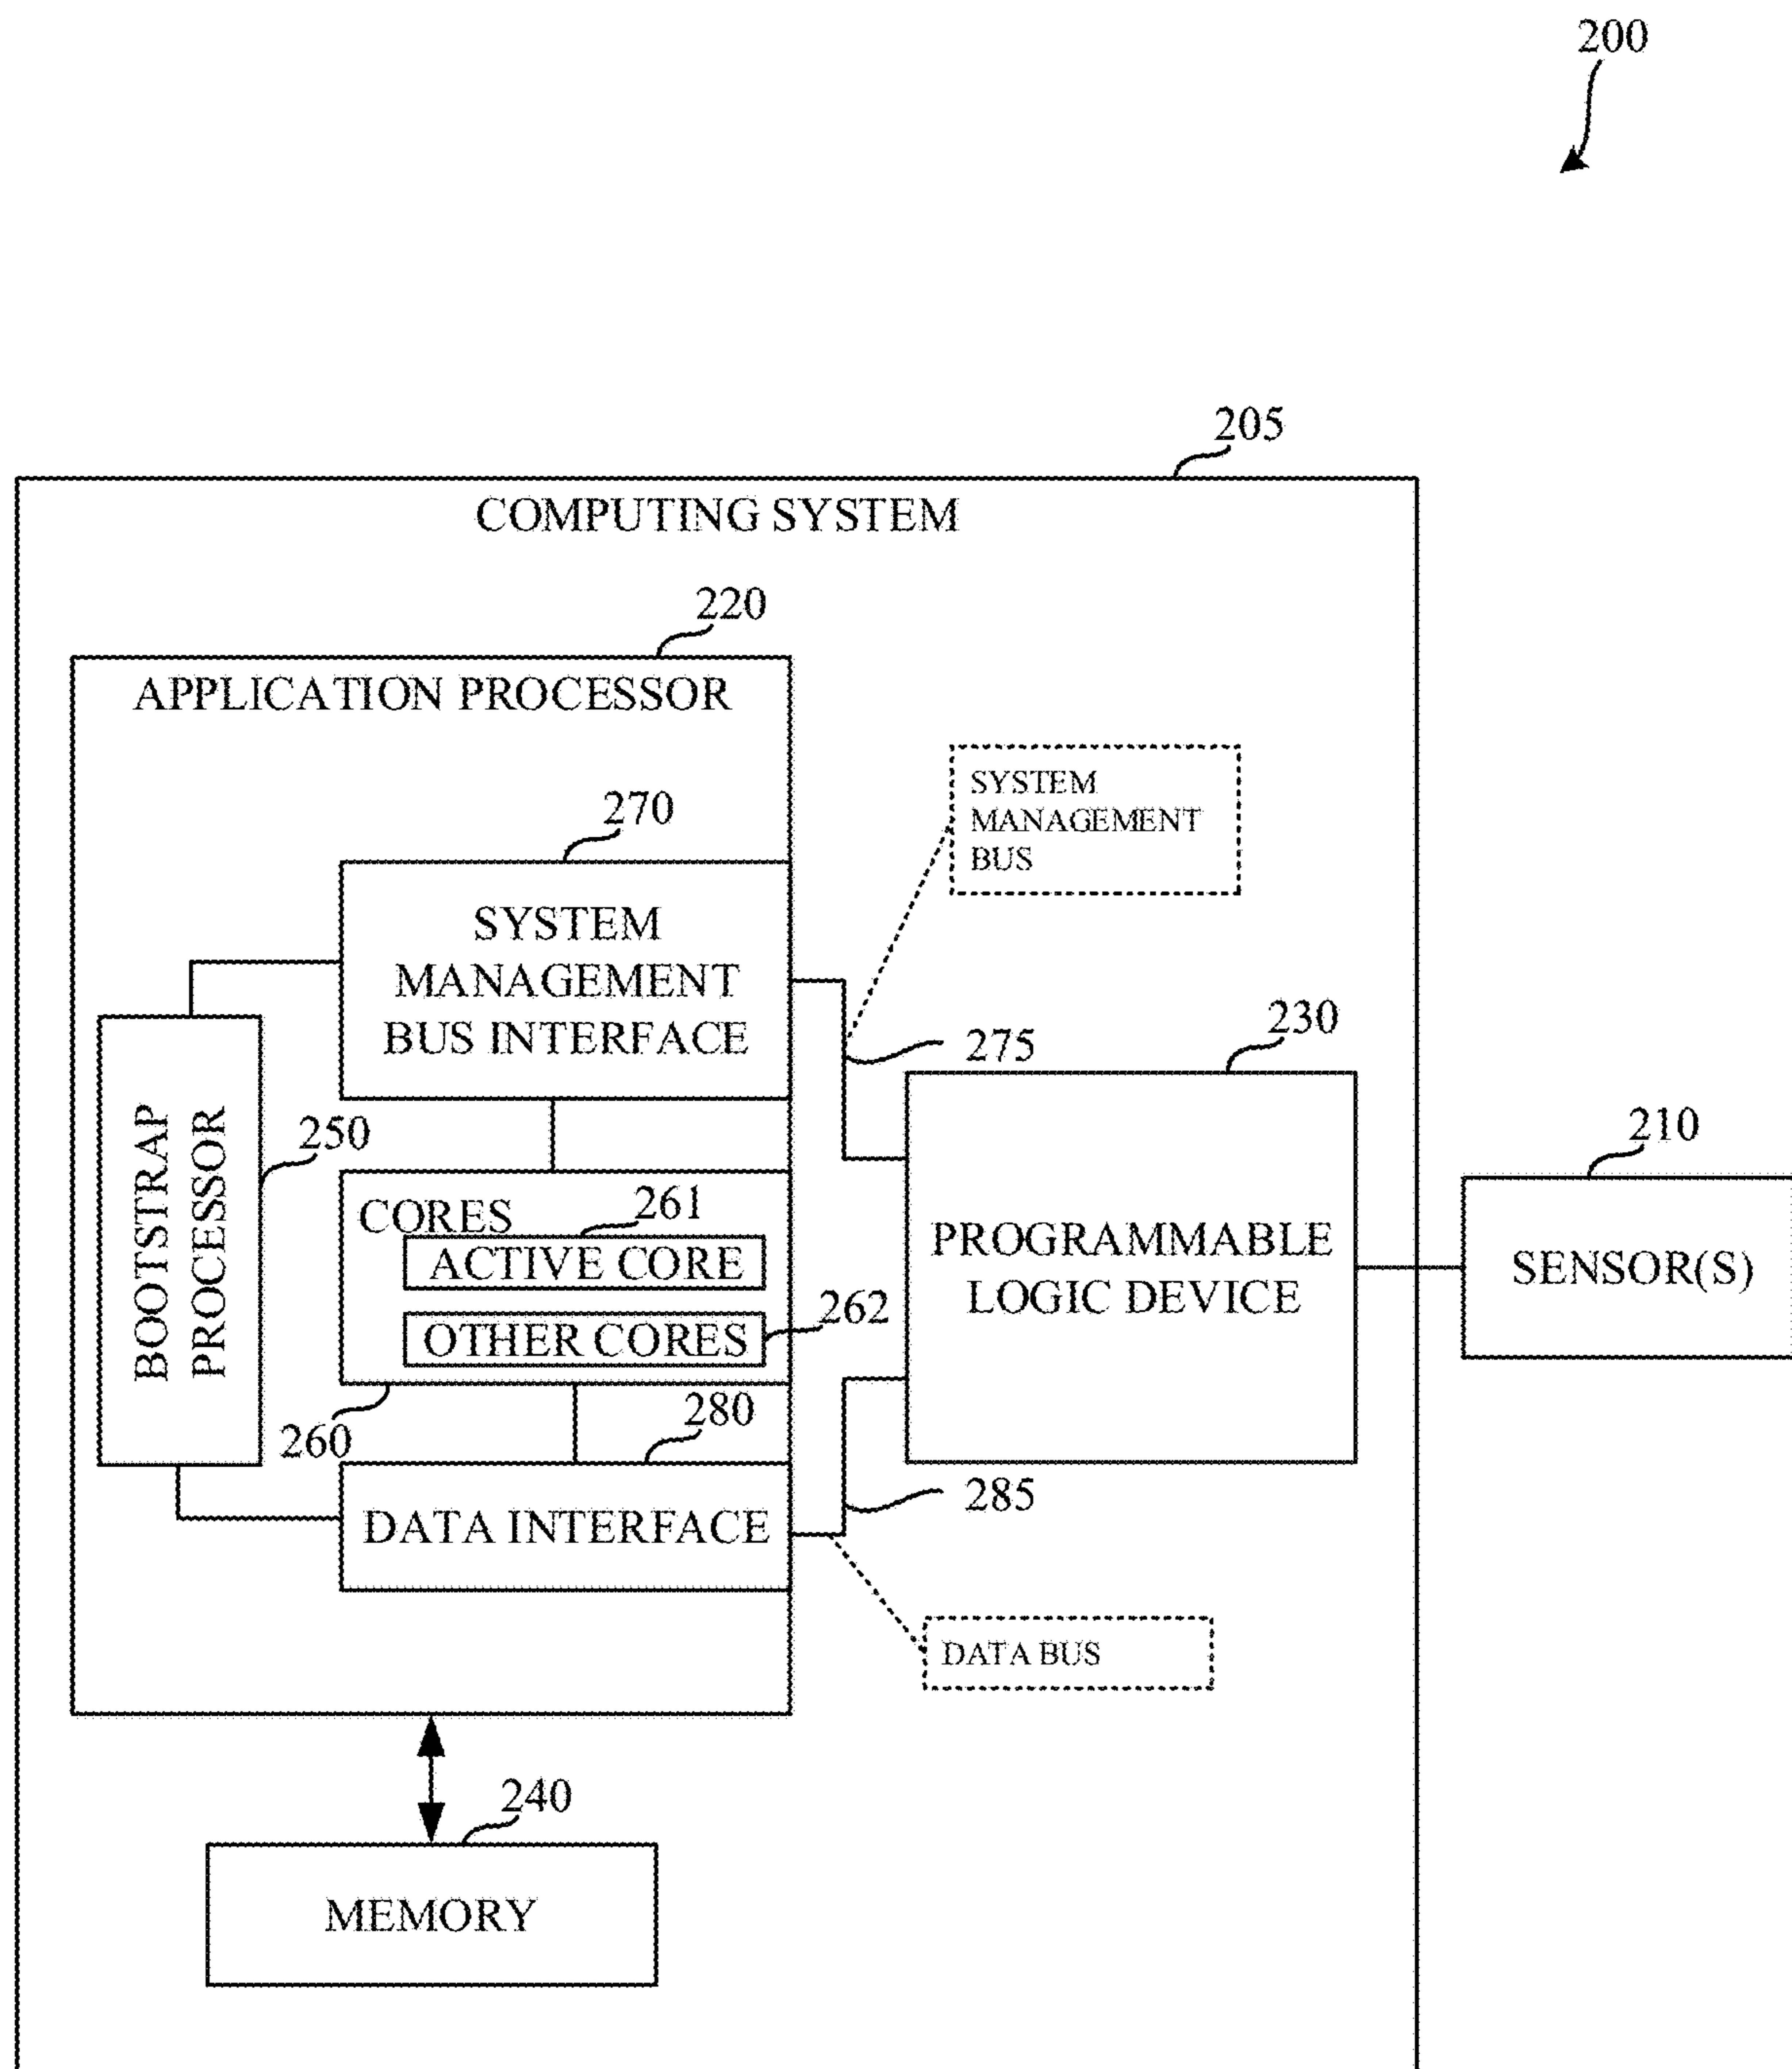 200
205
COMPUTING SYSTEM
220
APPLICATION PROCESSOR
270
SYSTEM
MANAGEMENT
BUS
SYSTEM
MANAGEMENT
BUS INTERFACE
275
230
BOOTSTRAP
PROCESSOR
250
210
CORES
261
ACTIVE CORE
262
OTHER CORES
PROGRAMMABLE
LOGIC DEVICE
SENSOR(S)
260
280
285
DATA INTERFACE
DATA BUS
240
MEMORY